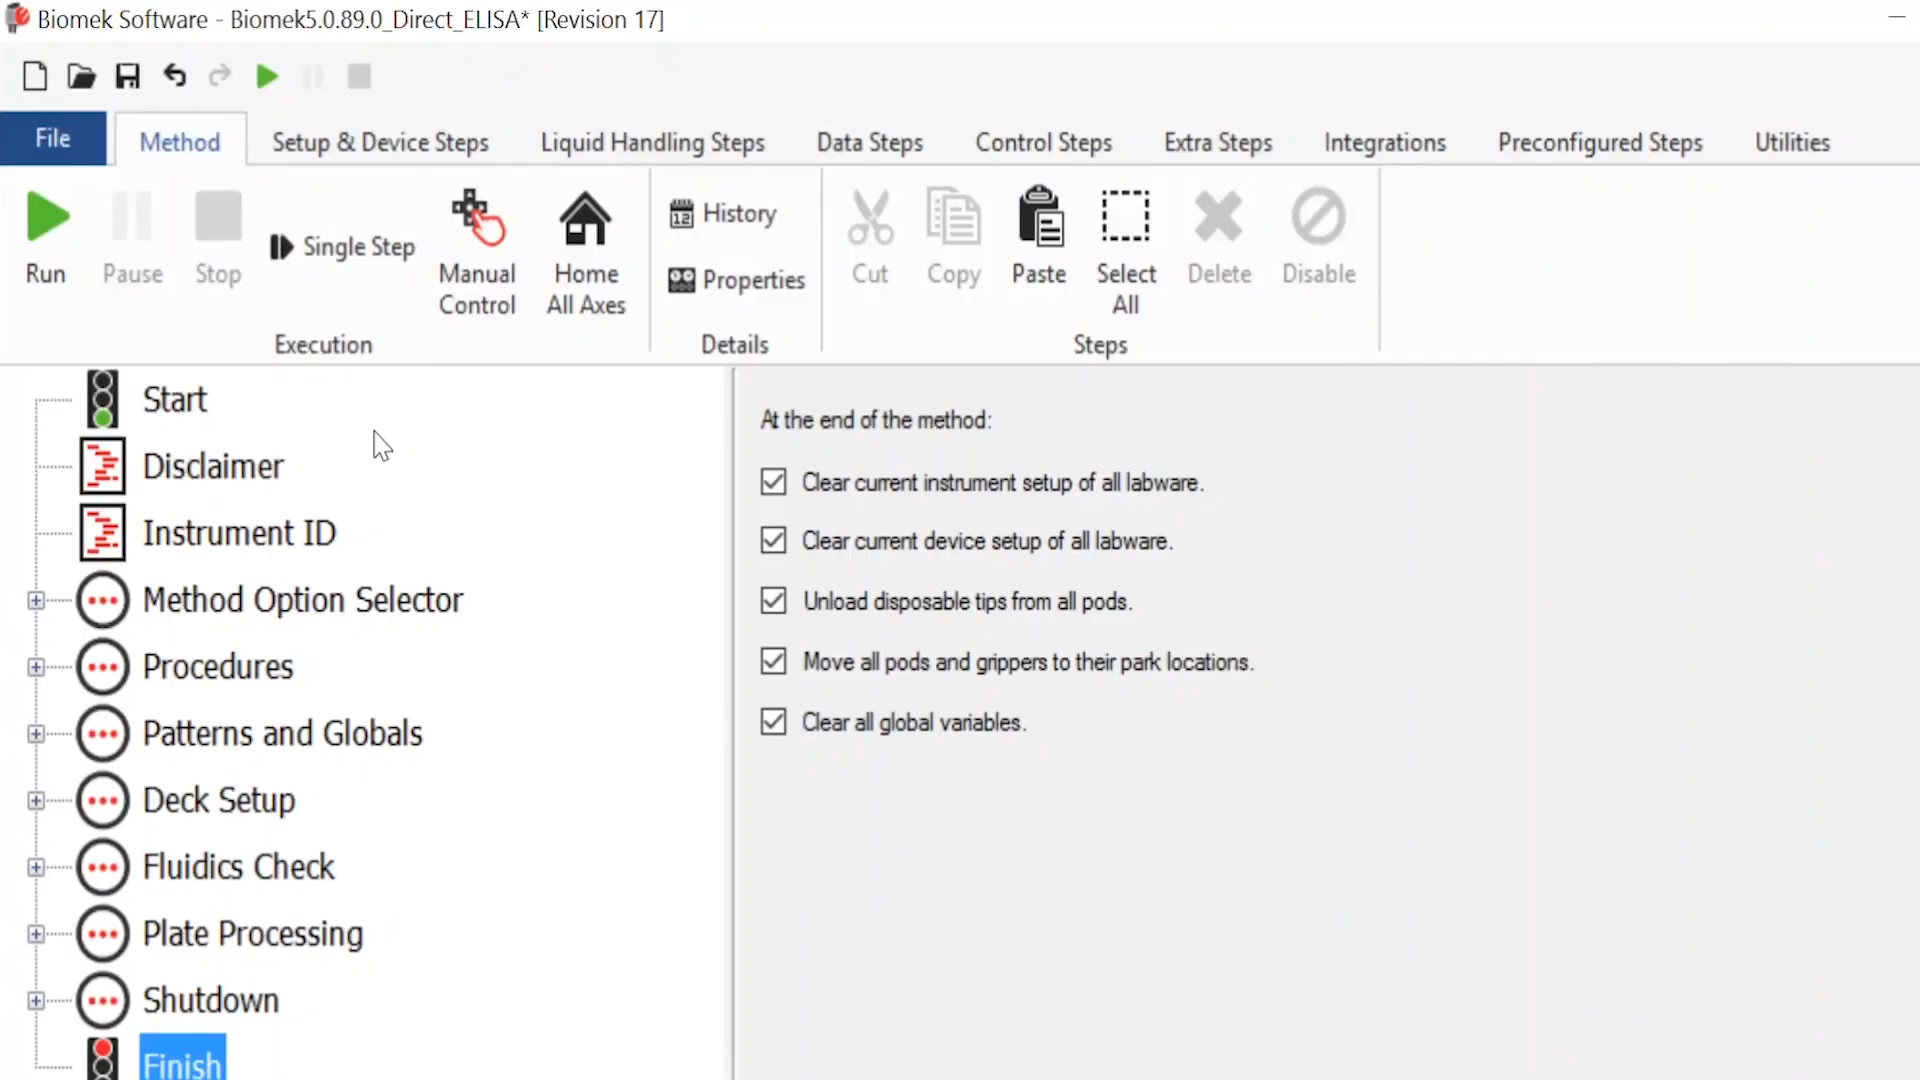 Biomek Software - Biomek5.0.89.0_Direct_ELISA* [Revision 17]
File Method Setup & Device Steps Liquid Handling Steps Data Steps Control Steps Extra Steps Integrations Preconfigured Steps Utilities
Run Pause Stop Single Step Manual Control Home All Axes
Execution
12 History
Properties
Details
Cut Copy Paste Select All Delete Disable
Steps
Start
Disclaimer
Instrument ID
Method Option Selector
Procedures
Patterns and Globals
Deck Setup
Fluidics Check
Plate Processing
Shutdown
Finish
At the end of the method:
Clear current instrument setup of all labware.
Clear current device setup of all labware.
Unload disposable tips from all pods.
Move all pods and grippers to their park locations.
Clear all global variables.